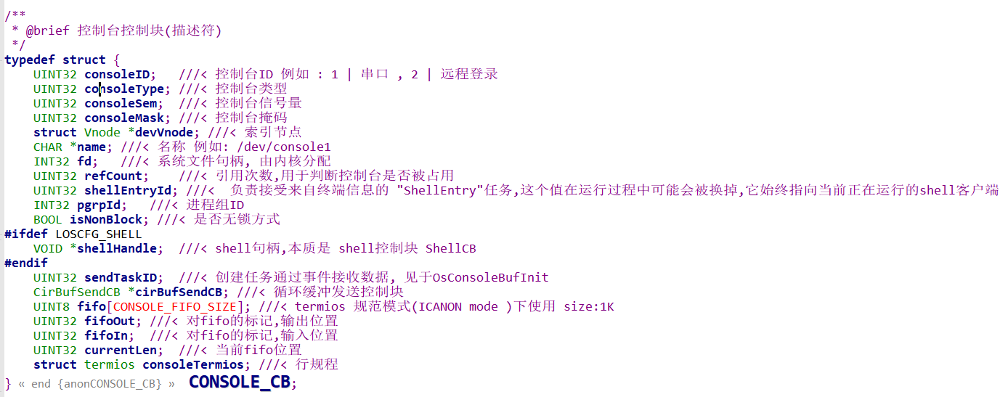 /**
 * @brief 控制台控制块(描述符)
 */
typedef struct {
    UINT32 consoleID;   ///< 控制台ID 例如 : 1 | 串口 , 2 | 远程登录
    UINT32 consoleType; ///< 控制台类型
    UINT32 consoleSem;  ///< 控制台信号量
    UINT32 consoleMask; ///< 控制台掩码
    struct Vnode *devVnode; ///< 索引节点
    CHAR *name; ///< 名称 例如: /dev/console1
    INT32 fd;   ///< 系统文件句柄, 由内核分配
    UINT32 refCount;    ///< 引用次数,用于判断控制台是否被占用
    UINT32 shellEntryId; ///<  负责接受来自终端信息的 "ShellEntry"任务,这个值在运行过程中可能会被换掉,它始终指向当前正在运行的shell客户端
    INT32 pgrpId;   ///< 进程组ID
    BOOL isNonBlock; ///< 是否无锁方式
#ifdef LOSCFG_SHELL
    VOID *shellHandle;  ///< shell句柄,本质是 shell控制块 ShellCB
#endif
    UINT32 sendTaskID;  ///< 创建任务通过事件接收数据, 见于OsConsoleBufInit
    CirBufSendCB *cirBufSendCB; ///< 循环缓冲发送控制块
    UINT8 fifo[CONSOLE_FIFO_SIZE]; ///< termios 规范模式(ICANON mode )下使用 size:1K
    UINT32 fifoOut; ///< 对fifo的标记,输出位置
    UINT32 fifoIn;  ///< 对fifo的标记,输入位置
    UINT32 currentLen;  ///< 当前fifo位置
    struct termios consoleTermios; ///< 行规程
} « end {anonCONSOLE_CB} »  CONSOLE_CB;